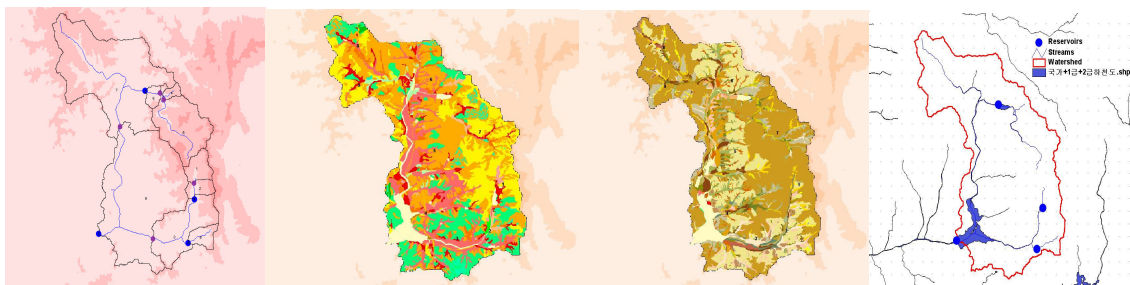 Reservoirs
Streams
Watershed
국가+1급+2급하천도.shp